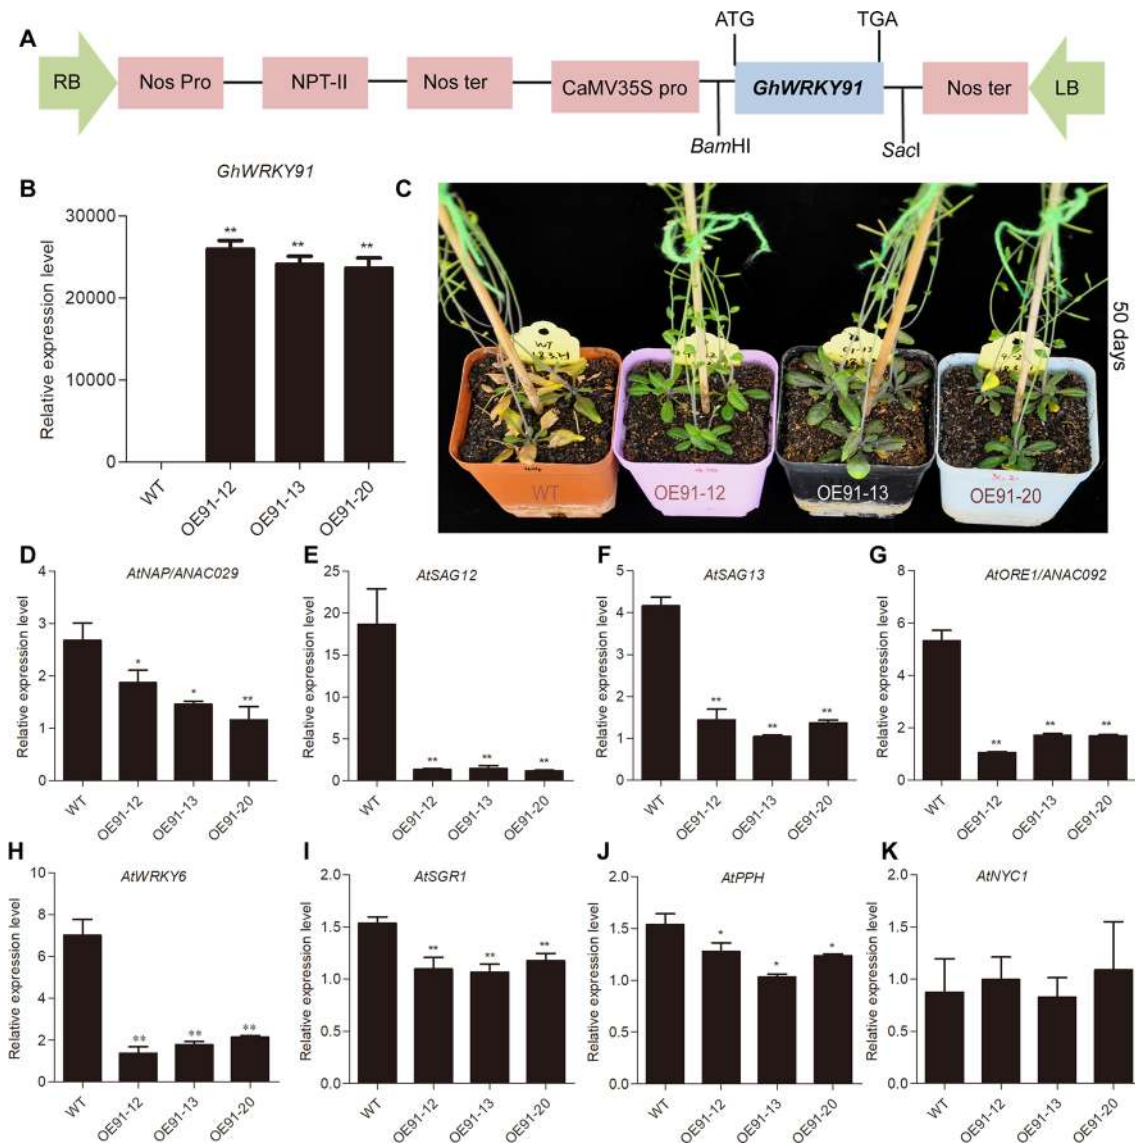 A
ATG
TGA
RB
Nos Pro
NPT-II
Nos ter
CaMV35S pro
GhWRKY91
Nos ter
LB
BamHI
SacI
B
GhWRKY91
Relative expression level
30000
20000
10000
0
**
**
**
WT
OE91-12
OE91-13
OE91-20
C
WT
WT
OE91-12
OE91-13
OE91-20
50 days
D
AtNAP/ANAC029
Relative expression level
4
3
2
1
0
*
*
**
WT
OE91-12
OE91-13
OE91-20
E
AtSAG12
Relative expression level
25
20
15
10
5
0
**
**
**
WT
OE91-12
OE91-13
OE91-20
F
AtSAG13
Relative expression level
5
4
3
2
1
0
**
**
**
WT
OE91-12
OE91-13
OE91-20
G
AtORE1/ANAC092
Relative expression level
8
6
4
2
0
**
**
**
WT
OE91-12
OE91-13
OE91-20
H
AtWRKY6
Relative expression level
10
8
6
4
2
0
**
**
**
WT
OE91-12
OE91-13
OE91-20
I
AtSGR1
Relative expression level
2.0
1.5
1.0
0.5
0.0
**
**
**
WT
OE91-12
OE91-13
OE91-20
J
AtPPH
Relative expression level
2.0
1.5
1.0
0.5
0.0
*
*
*
WT
OE91-12
OE91-13
OE91-20
K
AtNYC1
Relative expression level
2.0
1.5
1.0
0.5
0.0
WT
OE91-12
OE91-13
OE91-20